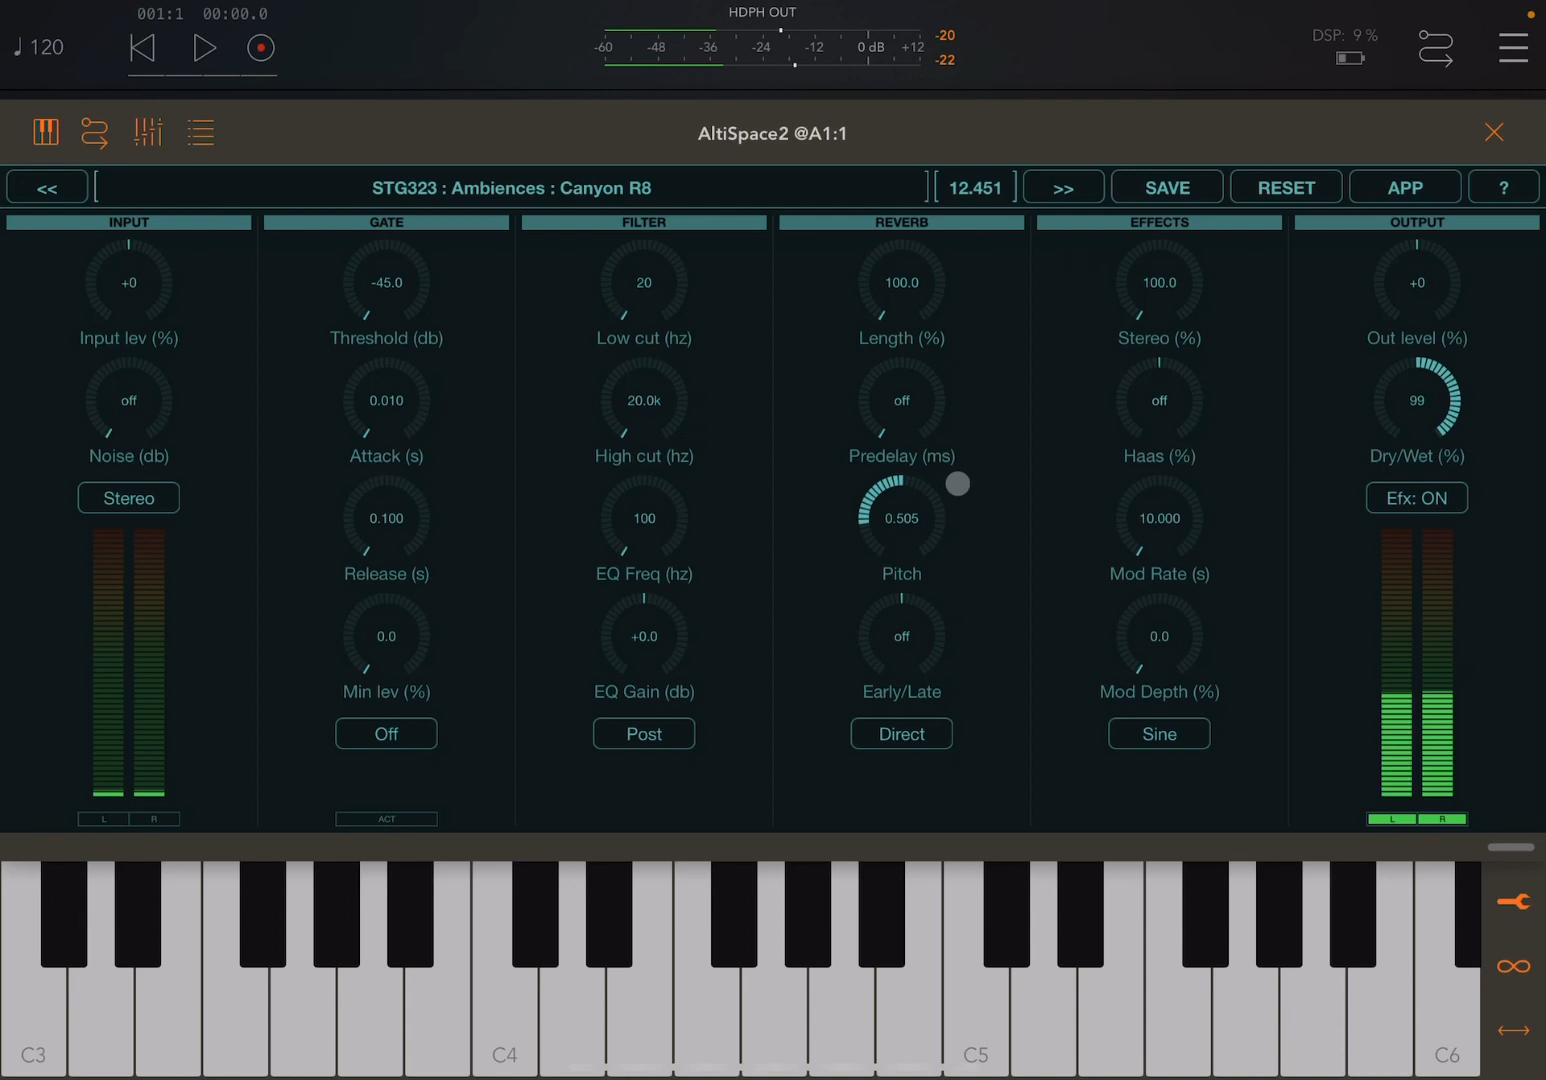 HDPH OUT
001:1 00:00.0
♩ 120
-60 -48 -36 -24 -12 0 dB +12
-20
-22
DSP: 9 %
AltiSpace2 @A1:1
<< [ STG323 : Ambiences : Canyon R8 ] [ 12.451 ] >> SAVE RESET APP ?
INPUT GATE FILTER REVERB EFFECTS OUTPUT
+0 -45.0 20 100.0 100.0 +0
Input lev (%) Threshold (db) Low cut (hz) Length (%) Stereo (%) Out level (%)
off 0.010 20.0k off off 99
Noise (db) Attack (s) High cut (hz) Predelay (ms) Haas (%) Dry/Wet (%)
Stereo Efx: ON
0.100 100 0.505 10.000
Release (s) EQ Freq (hz) Pitch Mod Rate (s)
0.0 +0.0 off 0.0
Min lev (%) EQ Gain (db) Early/Late Mod Depth (%)
Off Post Direct Sine
L R ACT L R
C3 C4 C5 C6